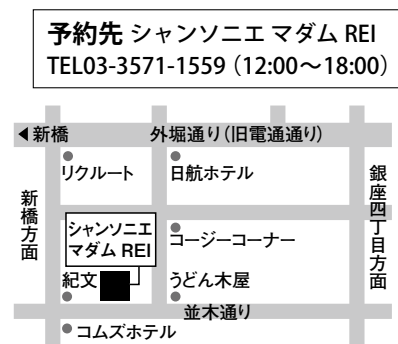 予約先 シャンソニエ マダム REI
TEL03-3571-1559（12:00〜18:00）
◀新橋
外堀通り（旧電通通り）
リクルート
日航ホテル
新橋方面
銀座四丁目方面
シャンソニエ
マダム REI
コージーコーナー
紀文
うどん木屋
並木通り
コムズホテル